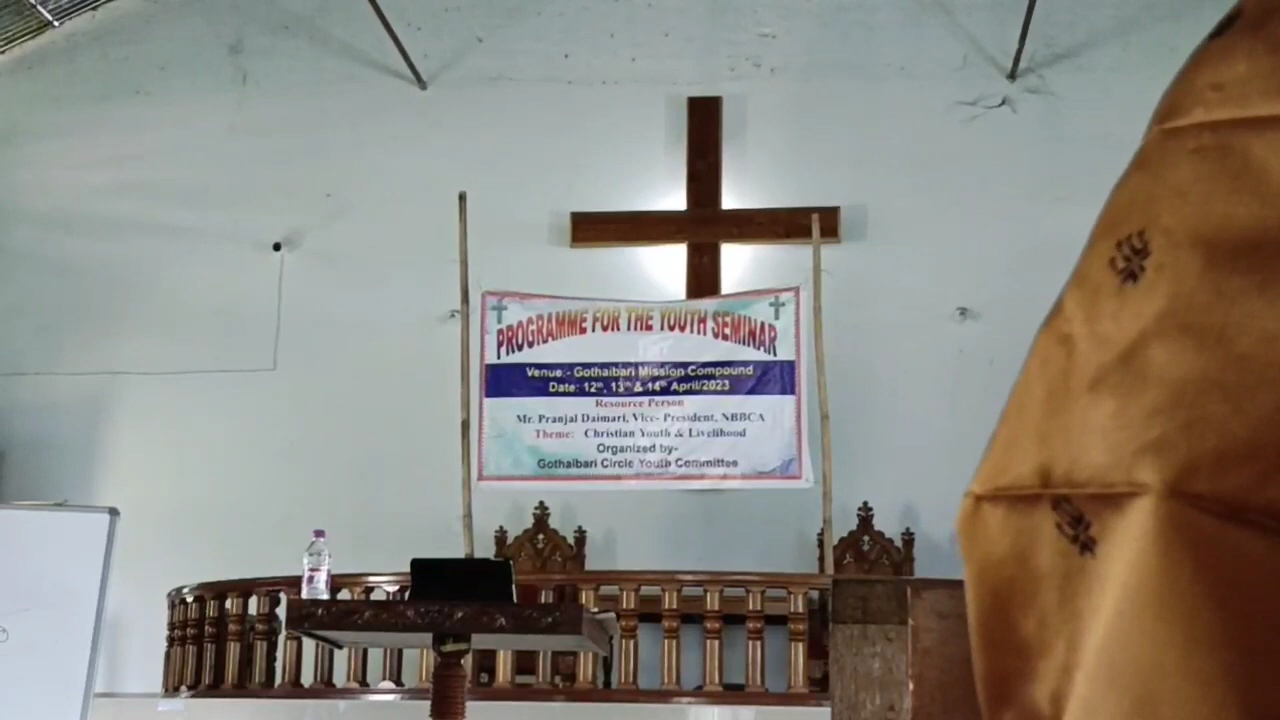 PROGRAMME FOR THE YOUTH SEMINAR
Venue:- Gothaibari Mission Compound
Date: 12th, 13th & 14th April/2023
Resource Person
Mr. Pranjal Daimari, Vice- President, NBBCA
Theme: Christian Youth & Livelihood
Organized by-
Gothaibari Circle Youth Committee